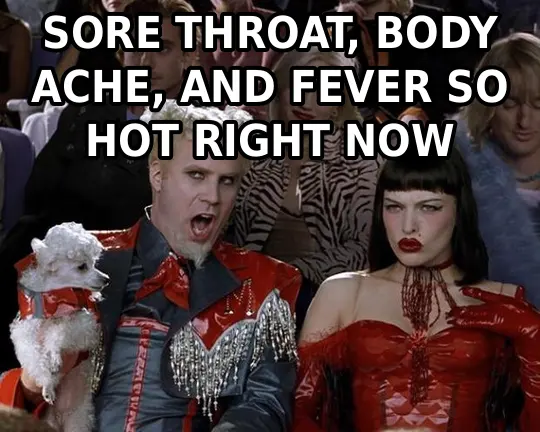 SORE THROAT, BODY
ACHE, AND FEVER SO
HOT RIGHT NOW